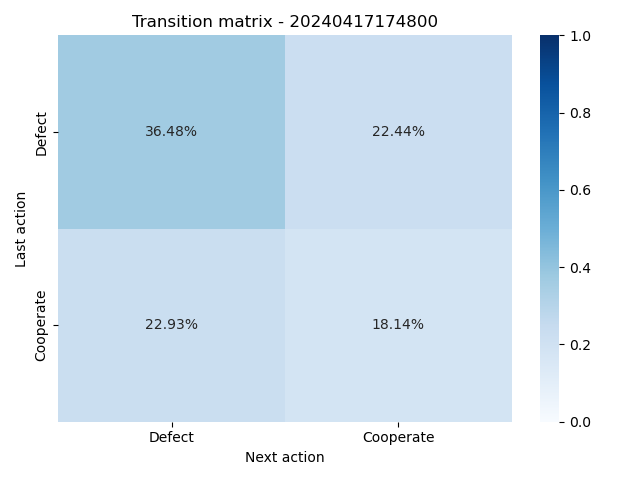 Transition matrix - 20240417174800
Last action
Defect
36.48%
22.44%
Cooperate
22.93%
18.14%
Defect
Cooperate
Next action
1.0
0.8
0.6
0.4
0.2
0.0